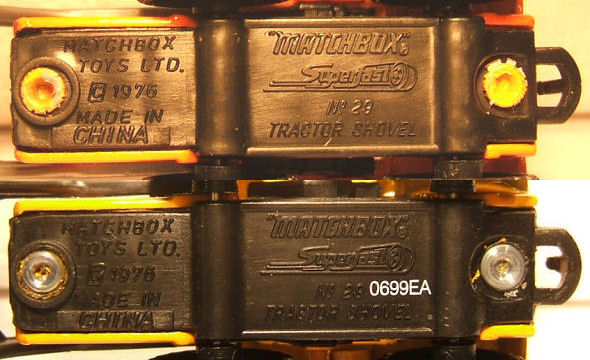 MATCHBOX
TOYS LTD.
© 1976
MADE IN
CHINA
"MATCHBOX"®
Superfast
Nº 29
TRACTOR SHOVEL
MATCHBOX
TOYS LTD.
© 1976
MADE IN
CHINA
"MATCHBOX"®
Superfast
Nº 29 0699EA
TRACTOR SHOVEL